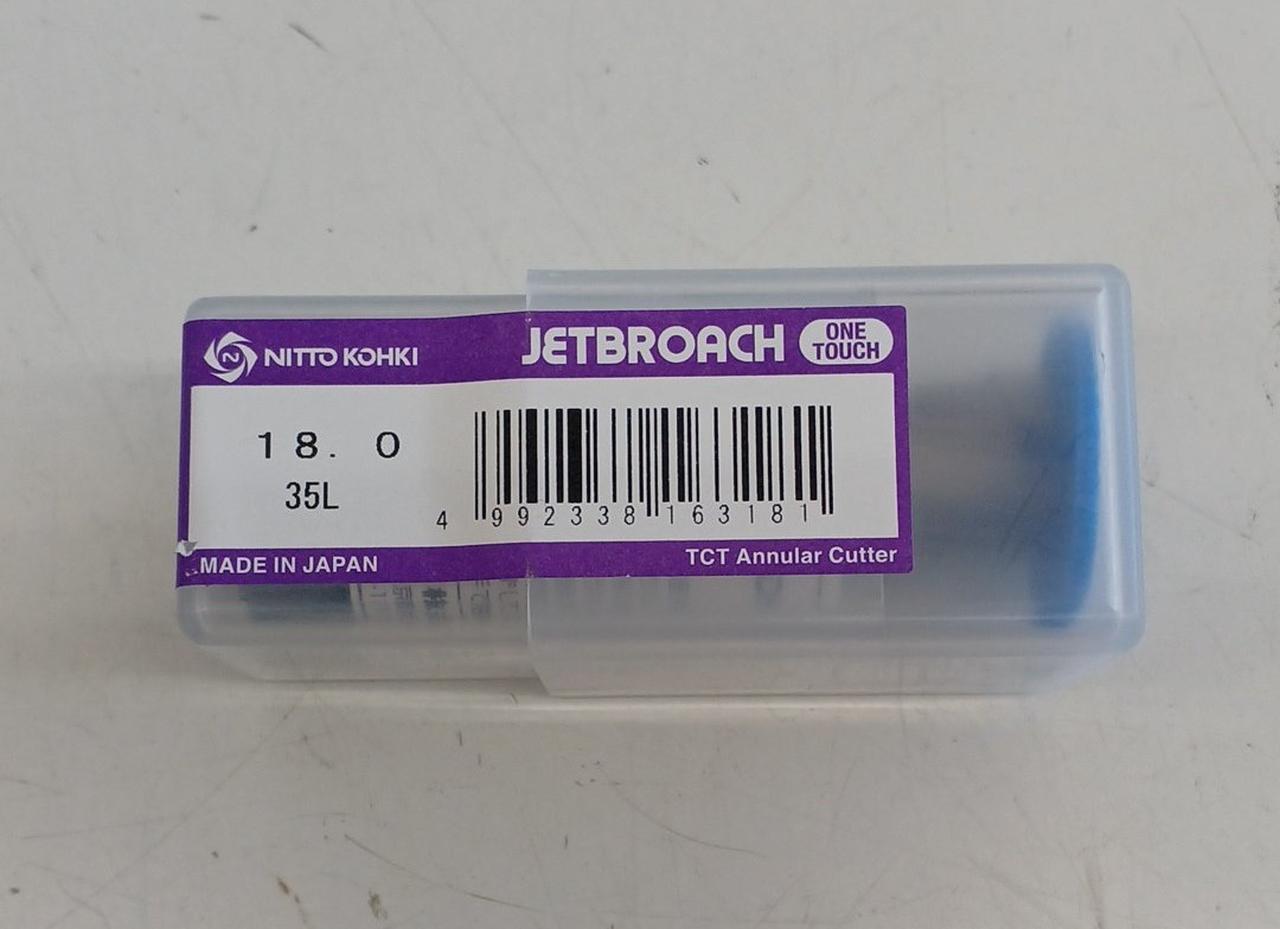 NITTO KOHKI
JETBROACH
ONE
TOUCH
18. 0
35L
4 992338 163181
MADE IN JAPAN
TCT Annular Cutter